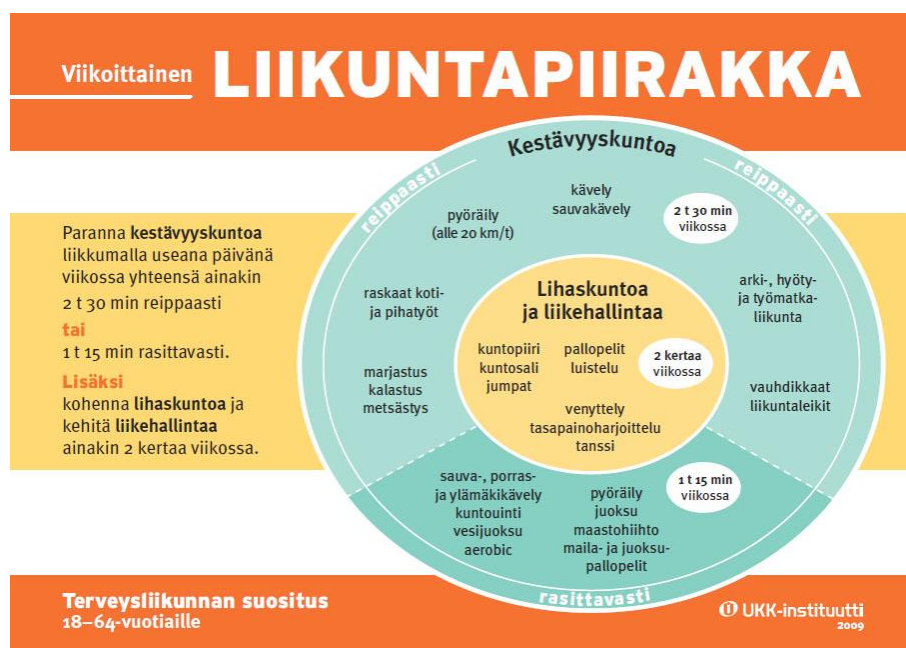 Viikoittainen LIIKUNTAPIIRAKKA
Paranna kestävyyskuntoa
liikkumalla useana päivänä
viikossa yhteensä ainakin
2 t 30 min reippaasti
tai
1 t 15 min rasittavasti.
Lisäksi
kohenna lihaskuntoa ja
kehitä liikehallintaa
ainakin 2 kertaa viikossa.
Kestävyyskuntoa
reippaasti
reippaasti
kävely
sauvakävely
2 t 30 min
viikossa
pyöräily
(alle 20 km/t)
raskaat koti-
ja pihatyöt
marjastus
kalastus
metsästys
arki-, hyöty-
ja työmatka-
liikunta
vauhdikkaat
liikuntaleikit
Lihaskuntoa
ja liikehallintaa
kuntopiiri
kuntosali
jumpat
pallopelit
luistelu
2 kertaa
viikossa
venyttely
tasapainoharjoittelu
tanssi
sauva-, porras-
ja ylämäkikävely
kuntouinti
vesijuoksu
aerobic
pyöräily
juoksu
maastohiihto
maila- ja juoksu-
pallopelit
1 t 15 min
viikossa
rasittavasti
Terveysliikunnan suositus
18–64-vuotiaille
UKK-instituutti
2009